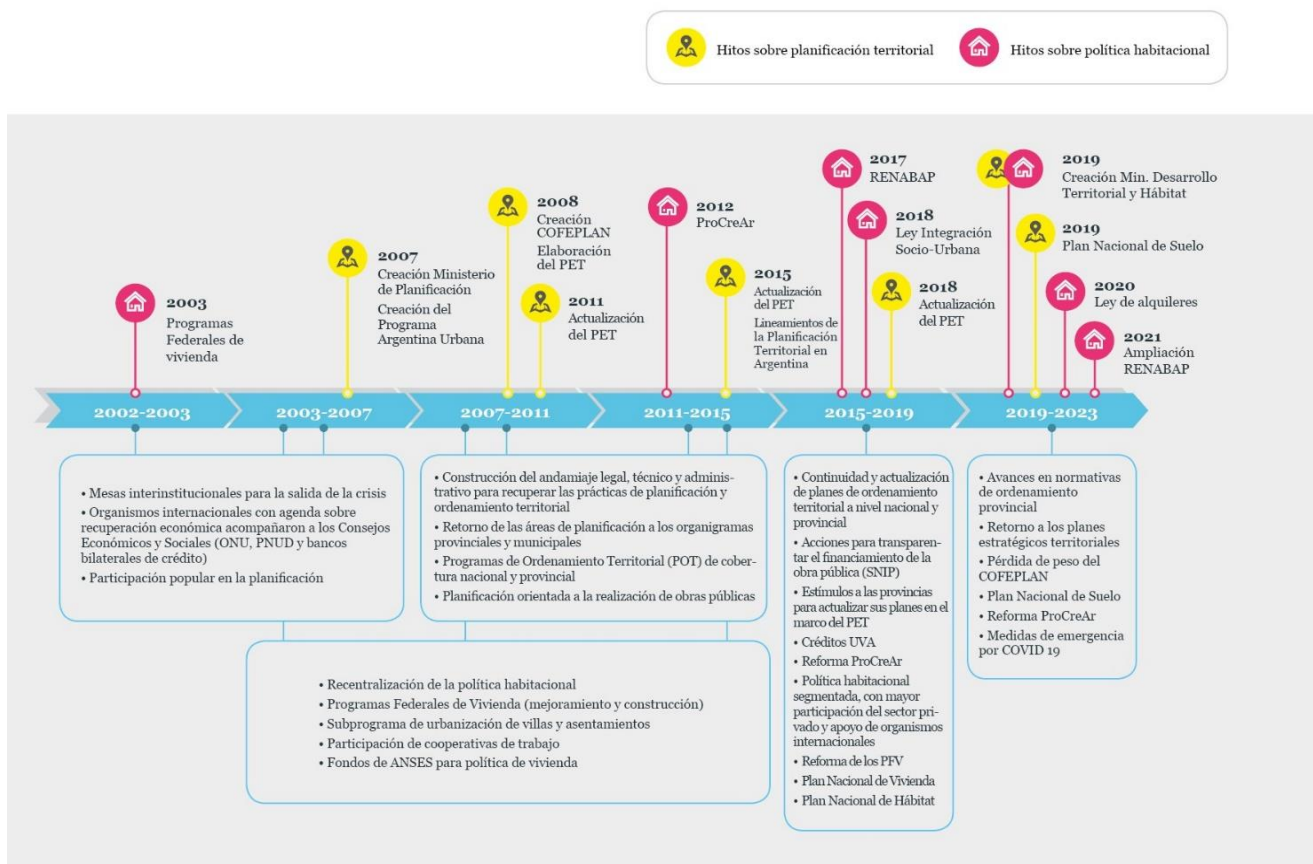 Hitos sobre planificación territorial
Hitos sobre política habitacional
2003
Programas
Federales de
vivienda
2007
Creación Ministerio
de Planificación
Creación del
Programa
Argentina Urbana
2008
Creación
COFEPLAN
Elaboración
del PET
2011
Actualización
del PET
2012
ProCreAr
2015
Actualización
del PET
Lineamientos de
la Planificación
Territorial en
Argentina
2017
RENABAP
2018
Ley Integración
Socio-Urbana
2018
Actualización
del PET
2019
Creación Min. Desarrollo
Territorial y Hábitat
2019
Plan Nacional de Suelo
2020
Ley de alquileres
2021
Ampliación
RENABAP
2002-2003
2003-2007
2007-2011
2011-2015
2015-2019
2019-2023
• Mesas interinstitucionales para la salida de la crisis
• Organismos internacionales con agenda sobre
recuperación económica acompañaron a los Consejos
Económicos y Sociales (ONU, PNUD y bancos
bilaterales de crédito)
• Participación popular en la planificación
• Construcción del andamiaje legal, técnico y adminis-
trativo para recuperar las prácticas de planificación y
ordenamiento territorial
• Retorno de las áreas de planificación a los organigramas
provinciales y municipales
• Programas de Ordenamiento Territorial (POT) de cober-
tura nacional y provincial
• Planificación orientada a la realización de obras públicas
• Recentralización de la política habitacional
• Programas Federales de Vivienda (mejoramiento y construcción)
• Subprograma de urbanización de villas y asentamientos
• Participación de cooperativas de trabajo
• Fondos de ANSES para política de vivienda
• Continuidad y actualización
de planes de ordenamiento
territorial a nivel nacional y
provincial
• Acciones para transparen-
tar el financiamiento de la
obra pública (SNIP)
• Estímulos a las provincias
para actualizar sus planes en el
marco del PET
• Créditos UVA
• Reforma ProCreAr
• Política habitacional
segmentada, con mayor
participación del sector pri-
vado y apoyo de organismos
internacionales
• Reforma de los PFV
• Plan Nacional de Vivienda
• Plan Nacional de Hábitat
• Avances en normativas
de ordenamiento
provincial
• Retorno a los planes
estratégicos territoriales
• Pérdida de peso del
COFEPLAN
• Plan Nacional de Suelo
• Reforma ProCreAr
• Medidas de emergencia
por COVID 19